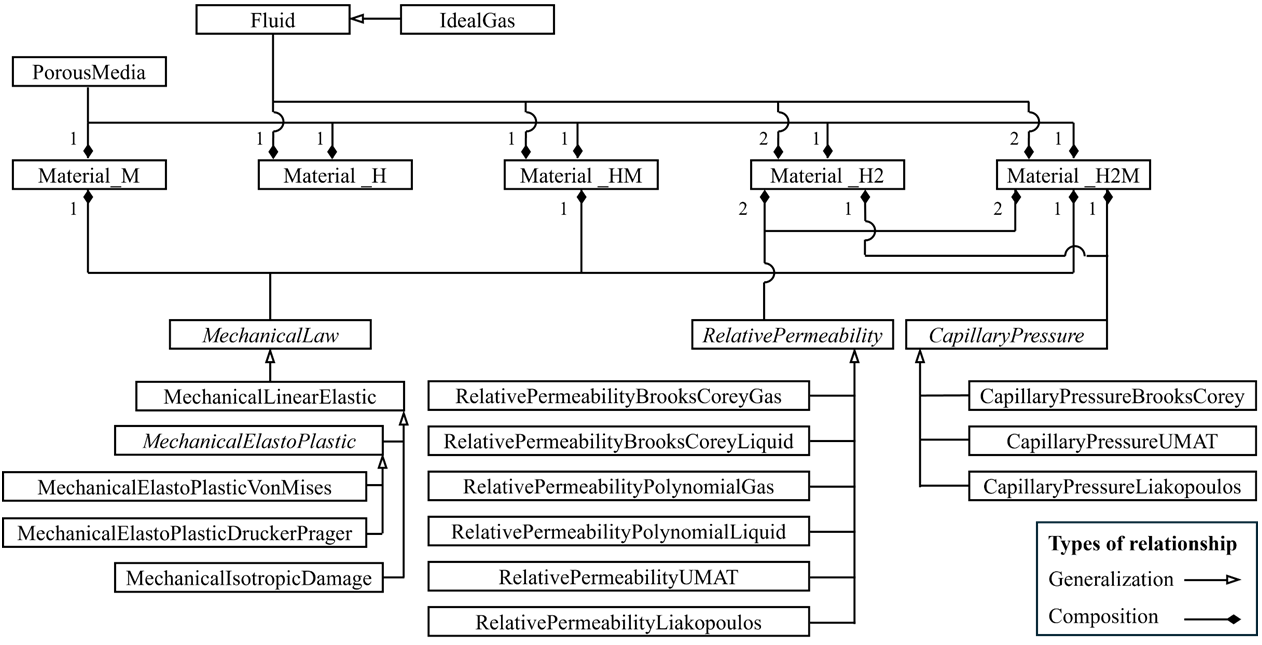 Fluid
IdealGas
PorousMedia
1
1
1
1
1
2
1
2
1
Material _M
Material _H
Material _HM
Material _H2
Material _H2M
1
1
2
1
2
1
1
MechanicalLaw
RelativePermeability
CapillaryPressure
MechanicalLinearElastic
MechanicalElastoPlastic
MechanicalElastoPlasticVonMises
MechanicalElastoPlasticDruckerPrager
MechanicalIsotropicDamage
RelativePermeabilityBrooksCoreyGas
RelativePermeabilityBrooksCoreyLiquid
RelativePermeabilityPolynomialGas
RelativePermeabilityPolynomialLiquid
RelativePermeabilityUMAT
RelativePermeabilityLiakopoulos
CapillaryPressureBrooksCorey
CapillaryPressureUMAT
CapillaryPressureLiakopoulos
Types of relationship
Generalization
Composition